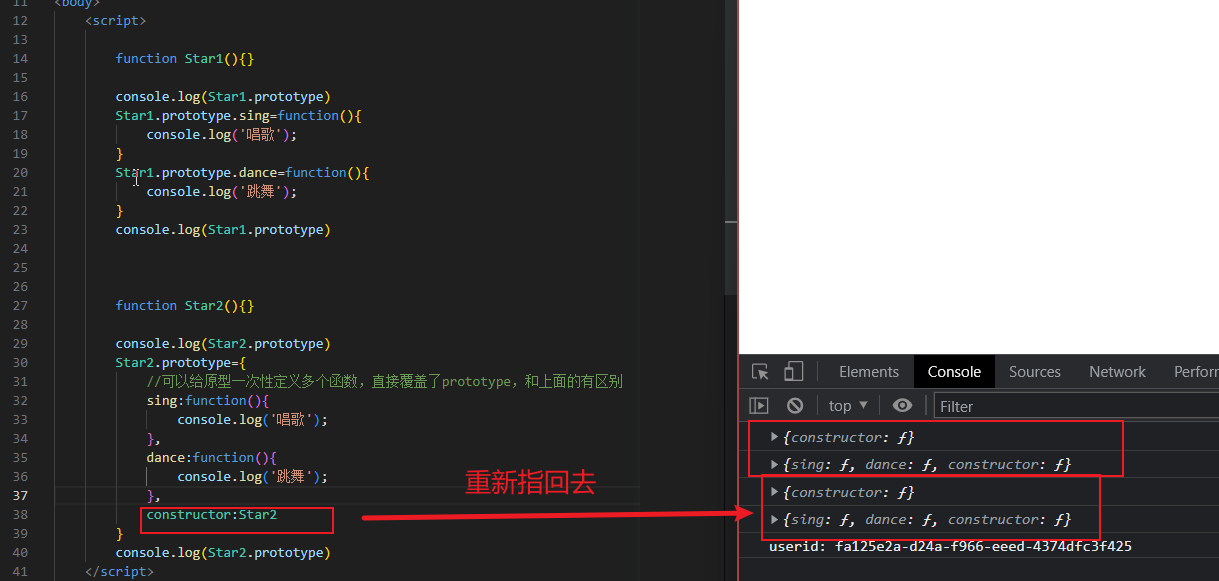 11 <body>
12 <script>
13
14 function Star1(){}
15
16 console.log(Star1.prototype)
17 Star1.prototype.sing=function(){
18 console.log('唱歌');
19 }
20 Star1.prototype.dance=function(){
21 console.log('跳舞');
22 }
23 console.log(Star1.prototype)
24
25
26
27 function Star2(){}
28
29 console.log(Star2.prototype)
30 Star2.prototype={
31 //可以给原型一次性定义多个函数，直接覆盖了prototype，和上面的有区别
32 sing:function(){
33 console.log('唱歌');
34 },
35 dance:function(){
36 console.log('跳舞');
37 },
38 constructor:Star2
39 }
40 console.log(Star2.prototype)
41 </script>
重新指回去
Elements Console Sources Network Perform
top Filter
{constructor: ƒ}
{sing: ƒ, dance: ƒ, constructor: ƒ}
{constructor: ƒ}
{sing: ƒ, dance: ƒ, constructor: ƒ}
userid: fa125e2a-d24a-f966-eeed-4374dfc3f425